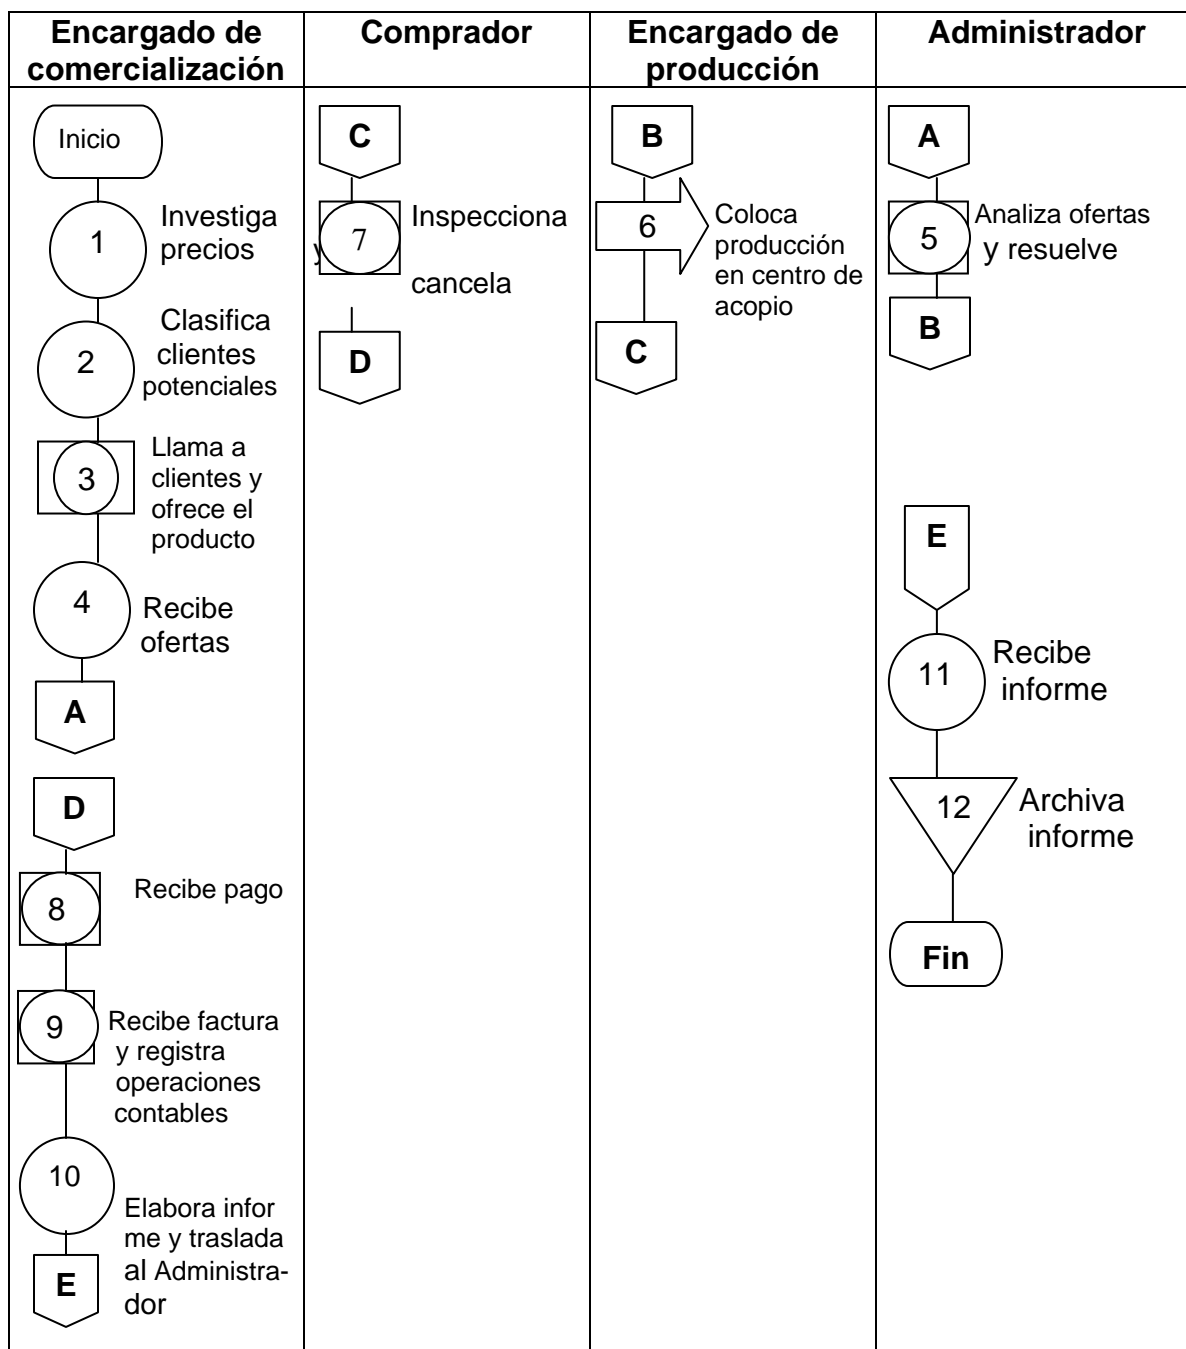 Encargado de
comercialización
Comprador
Encargado de
producción
Administrador
Inicio
1
Investiga
precios
2
Clasifica
clientes
potenciales
3
Llama a
clientes y
ofrece el
producto
4
Recibe
ofertas
A
D
8
Recibe pago
9
Recibe factura
y registra
operaciones
contables
10
Elabora infor
me y traslada
al Administra-
dor
E
C
7
Inspecciona
y
cancela
D
B
6
Coloca
producción
en centro de
acopio
C
A
5
Analiza ofertas
y resuelve
B
E
11
Recibe
informe
12
Archiva
informe
Fin